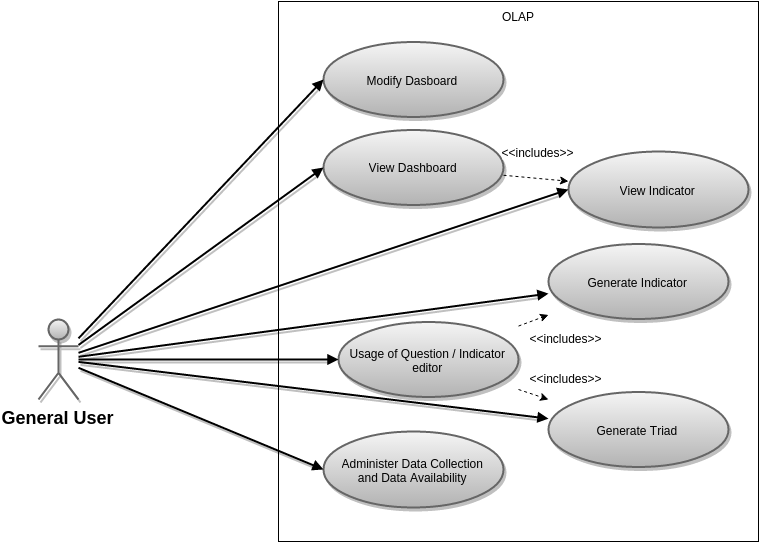 OLAP
Modify Dasboard
View Dashboard
<<includes>>
View Indicator
Generate Indicator
<<includes>>
Usage of Question / Indicator
editor
<<includes>>
General User
Generate Triad
Administer Data Collection
and Data Availability